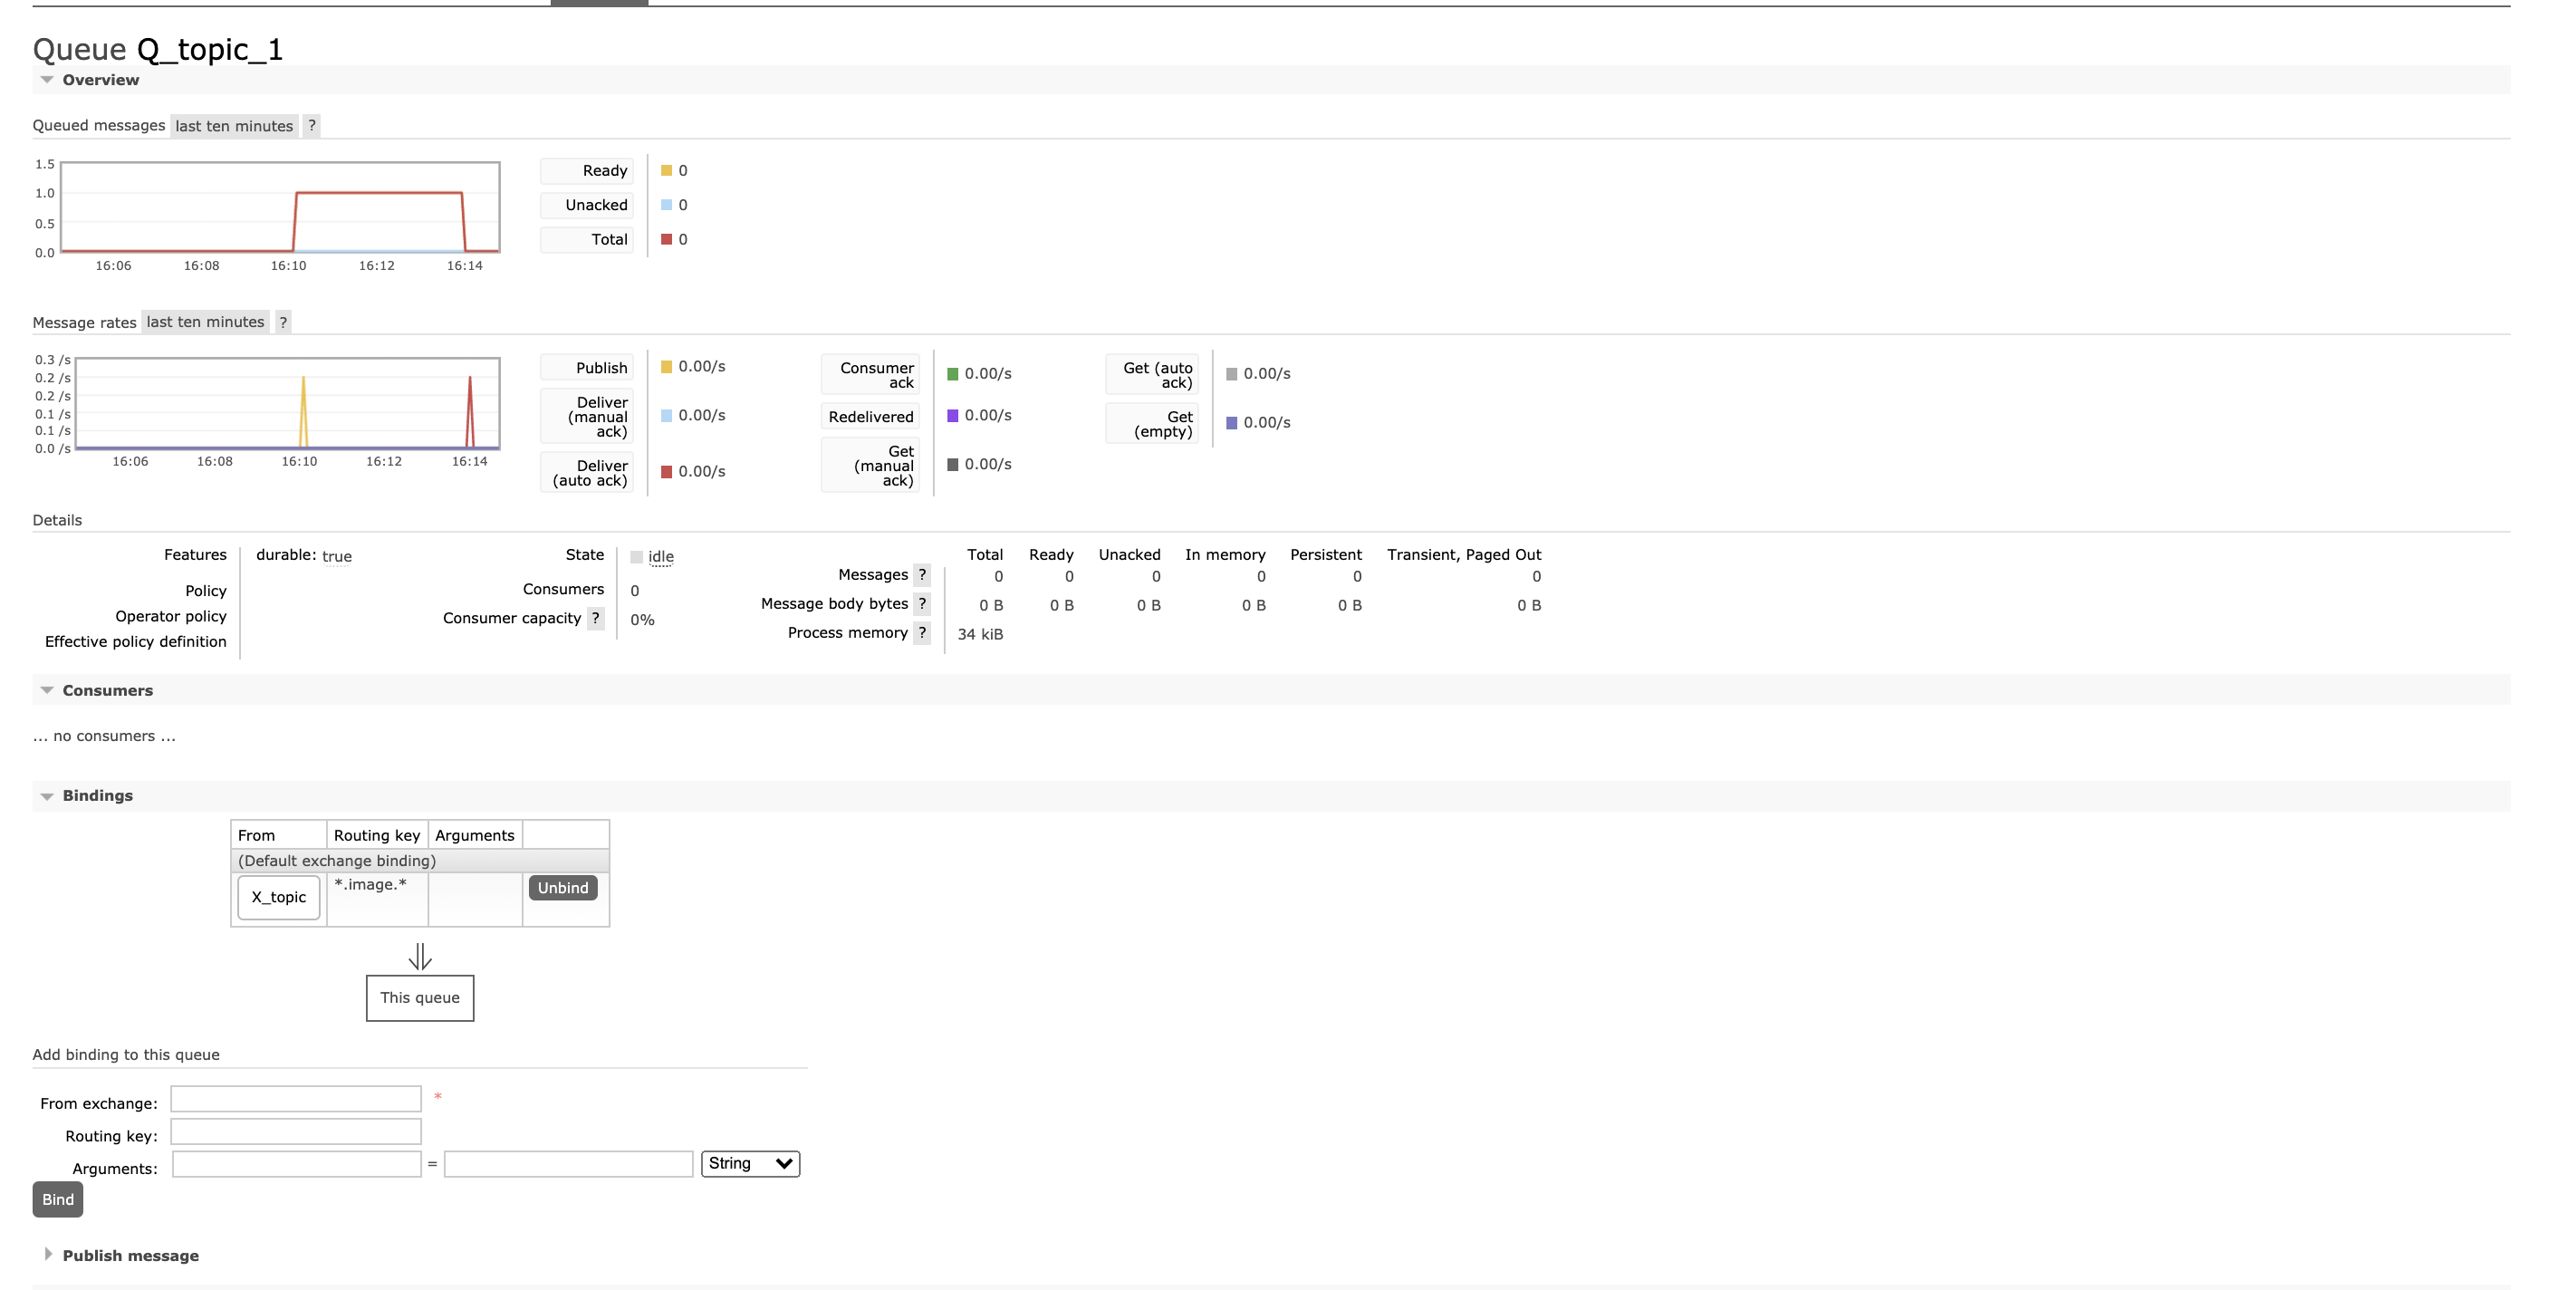 Queue Q_topic_1
Overview
Queued messages last ten minutes ?
1.5
1.0
0.5
0.0
16:06 16:08 16:10 16:12 16:14
Ready 0
Unacked 0
Total 0
Message rates last ten minutes ?
0.3 /s
0.2 /s
0.2 /s
0.1 /s
0.1 /s
0.0 /s
16:06 16:08 16:10 16:12 16:14
Publish 0.00/s
Deliver
(manual
ack) 0.00/s
Deliver
(auto ack) 0.00/s
Consumer
ack 0.00/s
Redelivered 0.00/s
Get
(manual
ack) 0.00/s
Get (auto
ack) 0.00/s
Get
(empty) 0.00/s
Details
Features durable: true
Policy
Operator policy
Effective policy definition
State idle
Consumers 0
Consumer capacity ? 0%
Total Ready Unacked In memory Persistent Transient, Paged Out
Messages ? 0 0 0 0 0 0
Message body bytes ? 0 B 0 B 0 B 0 B 0 B 0 B
Process memory ? 34 kiB
Consumers
... no consumers ...
Bindings
From Routing key Arguments
(Default exchange binding)
X_topic *.image.* Unbind
⇓
This queue
Add binding to this queue
From exchange: *
Routing key:
Arguments: = String
Bind
Publish message